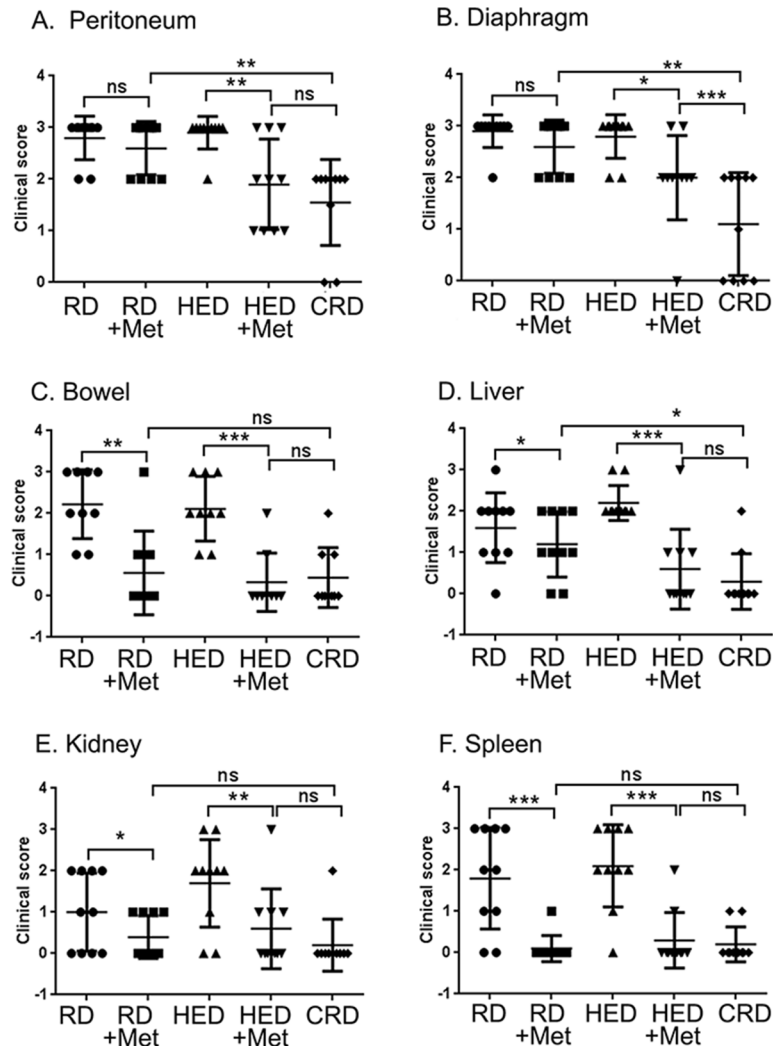 A. Peritoneum
**
ns
**
ns
4
3
2
1
0
Clinical score
RD
RD
+Met
HED
HED
+Met
CRD
B. Diaphragm
**
ns
*
***
4
3
2
1
0
Clinical score
RD
RD
+Met
HED
HED
+Met
CRD
C. Bowel
ns
**
***
ns
4
3
2
1
0
-1
Clinical score
RD
RD
+Met
HED
HED
+Met
CRD
D. Liver
*
*
***
ns
4
3
2
1
0
-1
Clinical score
RD
RD
+Met
HED
HED
+Met
CRD
E. Kidney
ns
*
**
ns
4
3
2
1
0
-1
Clinical score
RD
RD
+Met
HED
HED
+Met
CRD
F. Spleen
ns
***
***
ns
4
3
2
1
0
-1
Clinical score
RD
RD
+Met
HED
HED
+Met
CRD